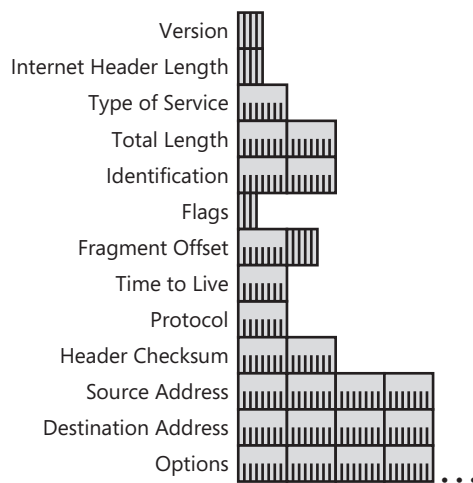 Version
Internet Header Length
Type of Service
Total Length
Identification
Flags
Fragment Offset
Time to Live
Protocol
Header Checksum
Source Address
Destination Address
Options
...